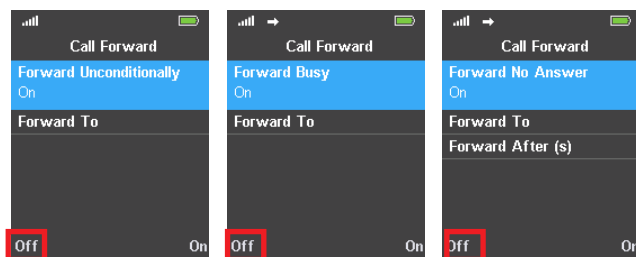 Call Forward
Forward Unconditionally
On
Forward To
Off On
Call Forward
Forward Busy
On
Forward To
Off On
Call Forward
Forward No Answer
On
Forward To
Forward After (s)
Off On